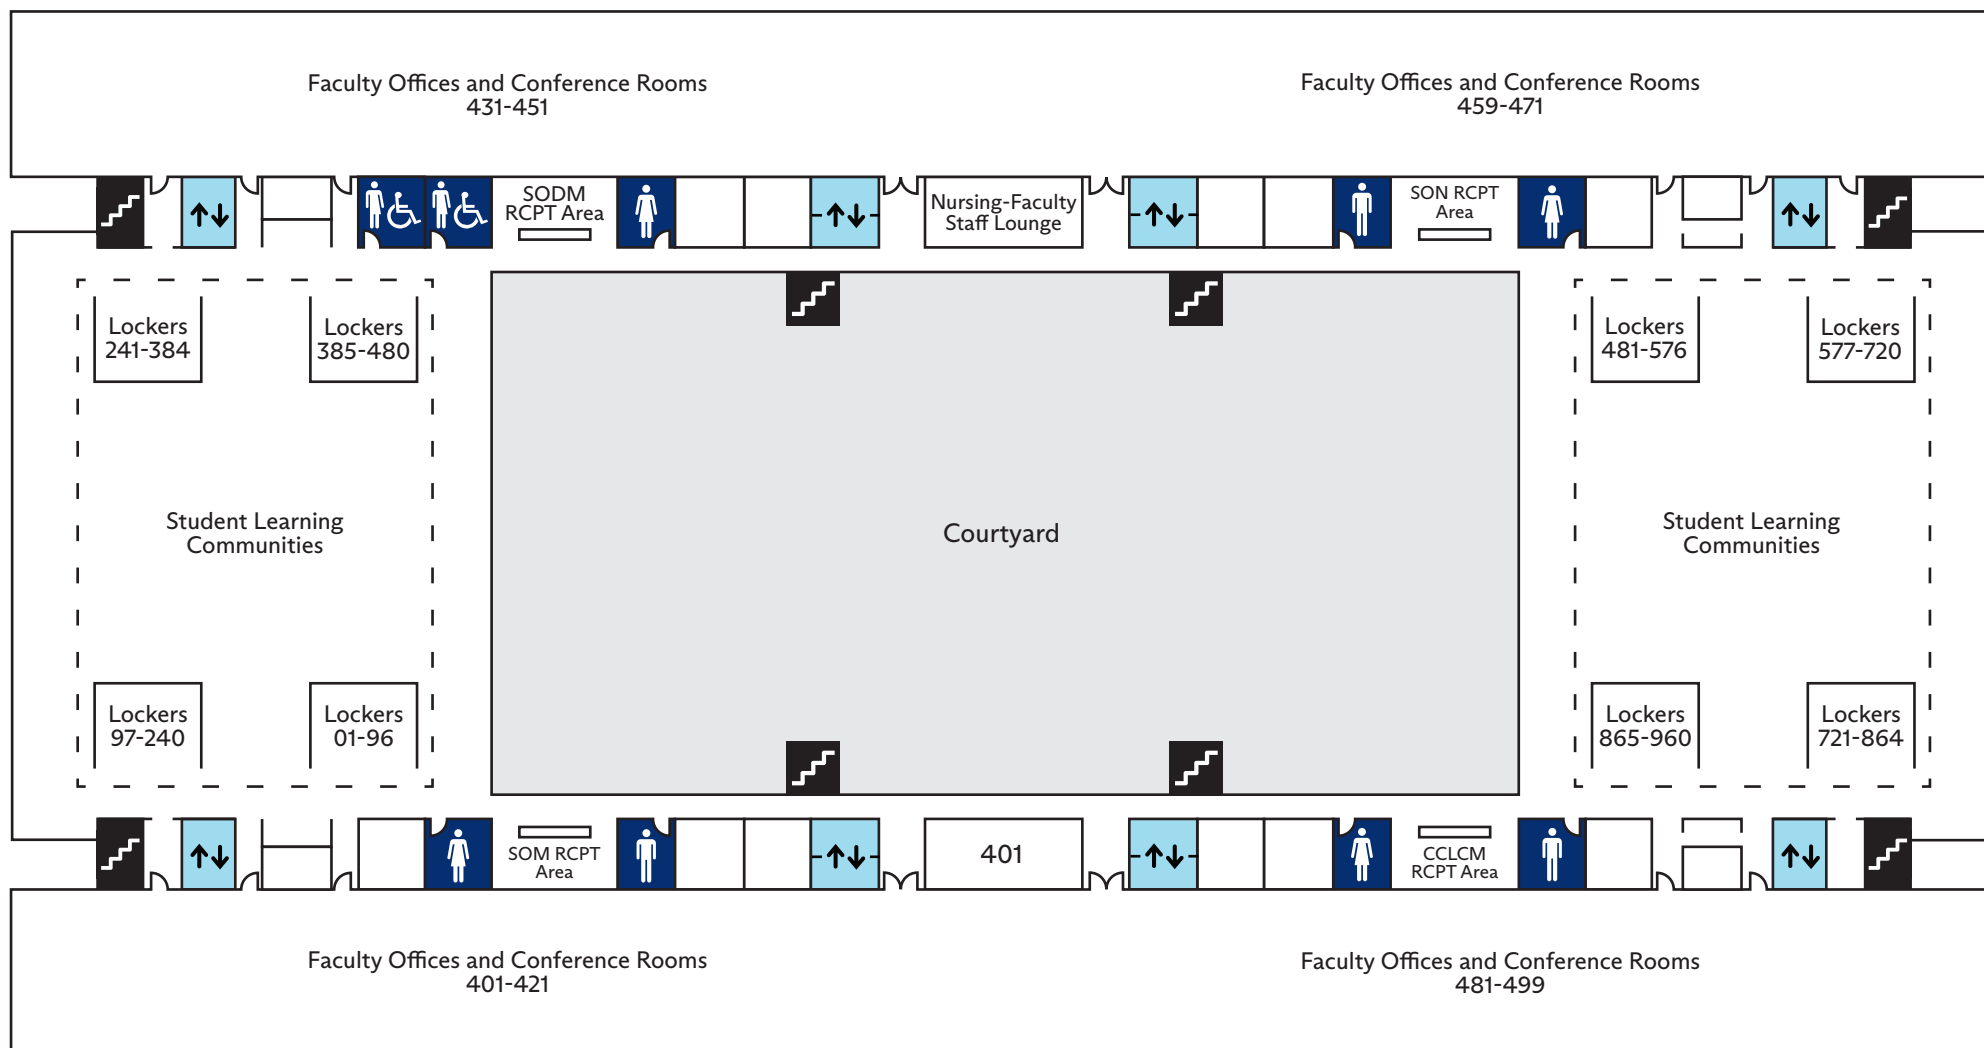 Faculty Offices and Conference Rooms
431-451
Faculty Offices and Conference Rooms
459-471
SODM
RCPT Area
Nursing-Faculty
Staff Lounge
SON RCPT
Area
Lockers
241-384
Lockers
385-480
Lockers
481-576
Lockers
577-720
Student Learning
Communities
Courtyard
Student Learning
Communities
Lockers
97-240
Lockers
01-96
Lockers
865-960
Lockers
721-864
SOM RCPT
Area
401
CCLCM
RCPT Area
Faculty Offices and Conference Rooms
401-421
Faculty Offices and Conference Rooms
481-499